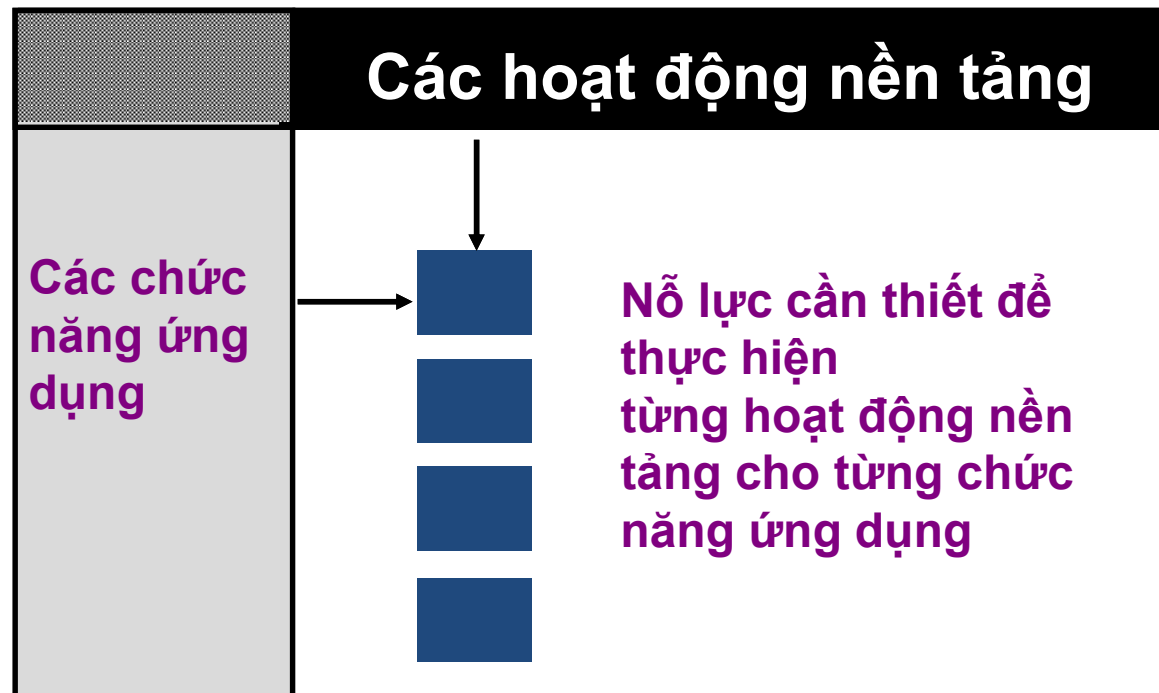 Các hoạt động nền tảng
Các chức
năng ứng
dụng
Nỗ lực cần thiết để
thực hiện
từng hoạt động nền
tảng cho từng chức
năng ứng dụng